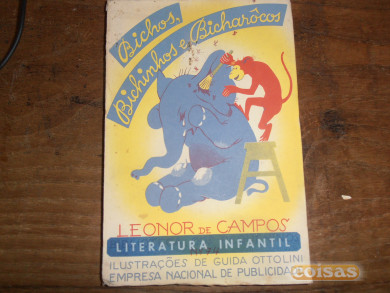 Bichos,
Bichinhos e Bicharôcos
LEONOR DE CAMPOS
LITERATURA INFANTIL
ILUSTRAÇÕES DE GUIDA OTTOLINI
EMPRESA NACIONAL DE PUBLICIDADE
coisas